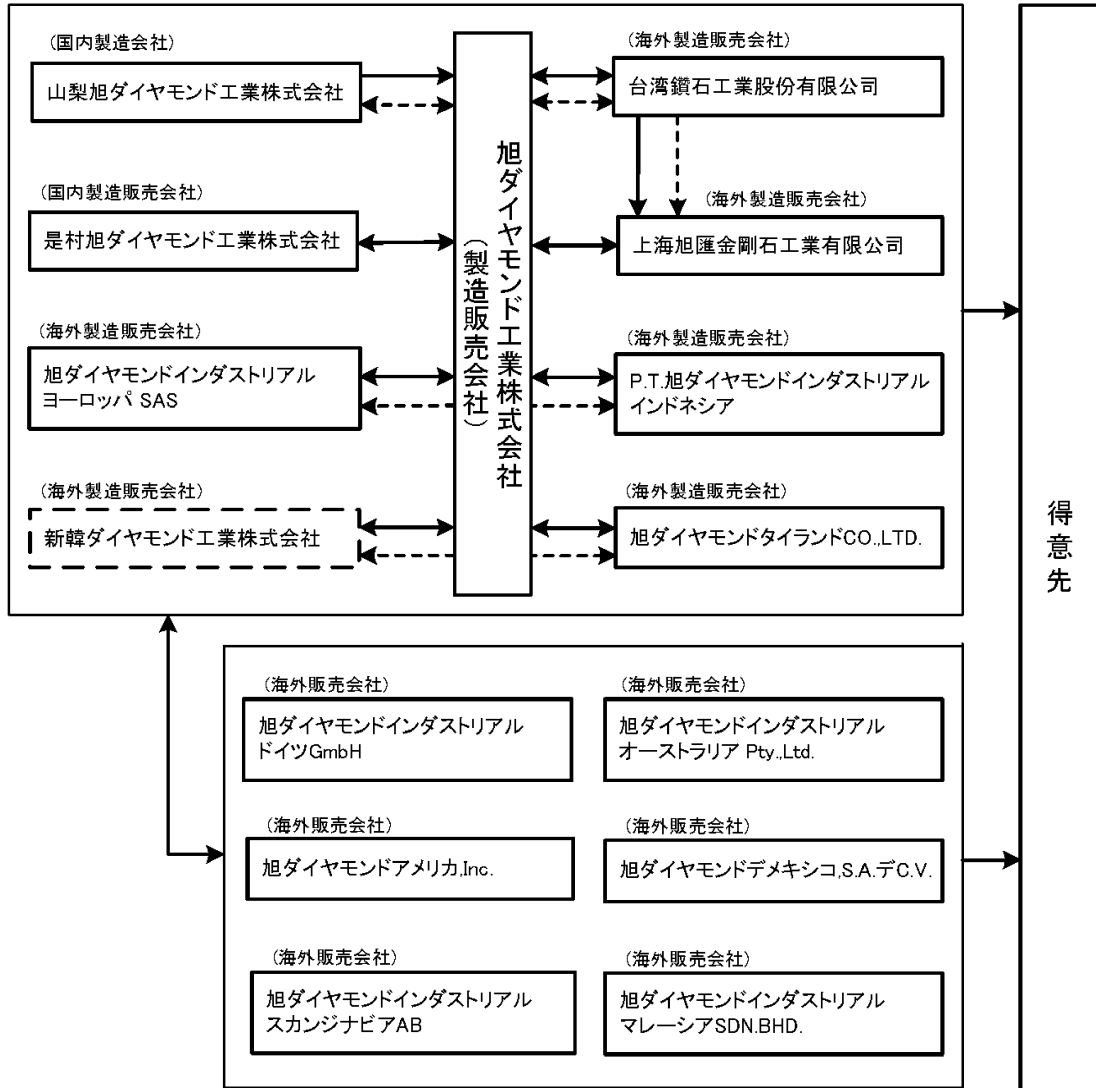 (国内製造会社)
山梨旭ダイヤモンド工業株式会社
(国内製造販売会社)
是村旭ダイヤモンド工業株式会社
(海外製造販売会社)
旭ダイヤモンドインダストリアル
ヨーロッパ SAS
(海外製造販売会社)
新韓ダイヤモンド工業株式会社
旭ダイヤモンド工業株式会社
(製造販売会社)
(海外製造販売会社)
台湾鑽石工業股份有限公司
(海外製造販売会社)
上海旭匯金剛石工業有限公司
(海外製造販売会社)
P.T.旭ダイヤモンドインダストリアル
インドネシア
(海外製造販売会社)
旭ダイヤモンドタイランドCO.,LTD.
得意先
(海外販売会社)
旭ダイヤモンドインダストリアル
ドイツGmbH
(海外販売会社)
旭ダイヤモンドインダストリアル
オーストラリア Pty.,Ltd.
(海外販売会社)
旭ダイヤモンドアメリカ,Inc.
(海外販売会社)
旭ダイヤモンドデメキシコ,S.A.デC.V.
(海外販売会社)
旭ダイヤモンドインダストリアル
スカンジナビアAB
(海外販売会社)
旭ダイヤモンドインダストリアル
マレーシアSDN.BHD.